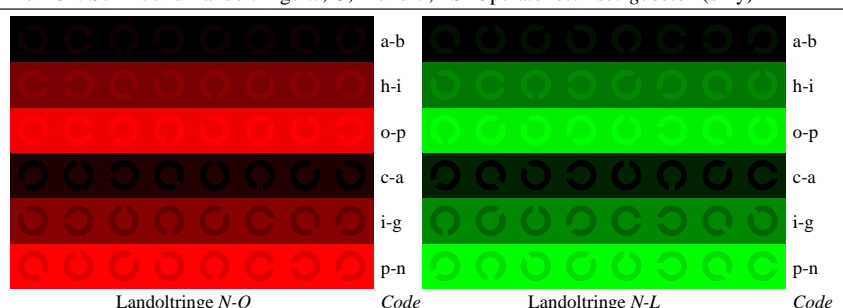 a-b a-b
h-i h-i
o-p o-p
c-a c-a
i-g i-g
p-n p-n
Landoltringe N-O Code Landoltringe N-L Code